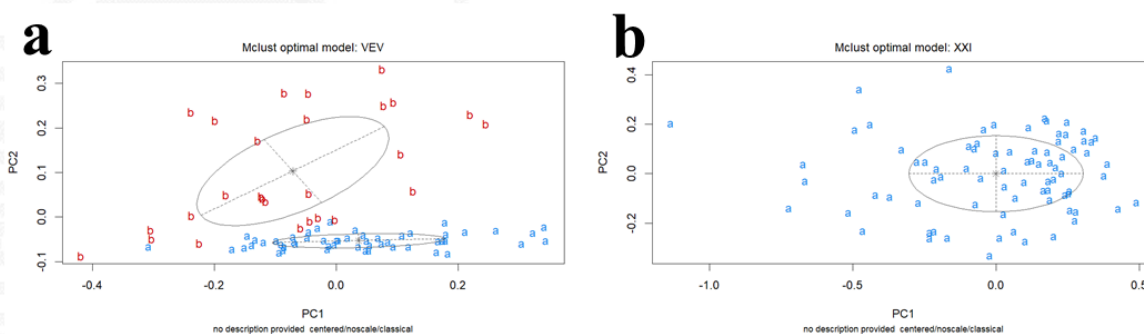 a
Mclust optimal model: VEV
PC2
0.3
0.2
0.1
0.0
-0.1
-0.4
-0.2
0.0
0.2
PC1
no description provided centered/noscale/classical
b
Mclust optimal model: XXI
PC2
0.4
0.2
0.0
-0.2
-1.0
-0.5
0.0
0.5
PC1
no description provided centered/noscale/classical